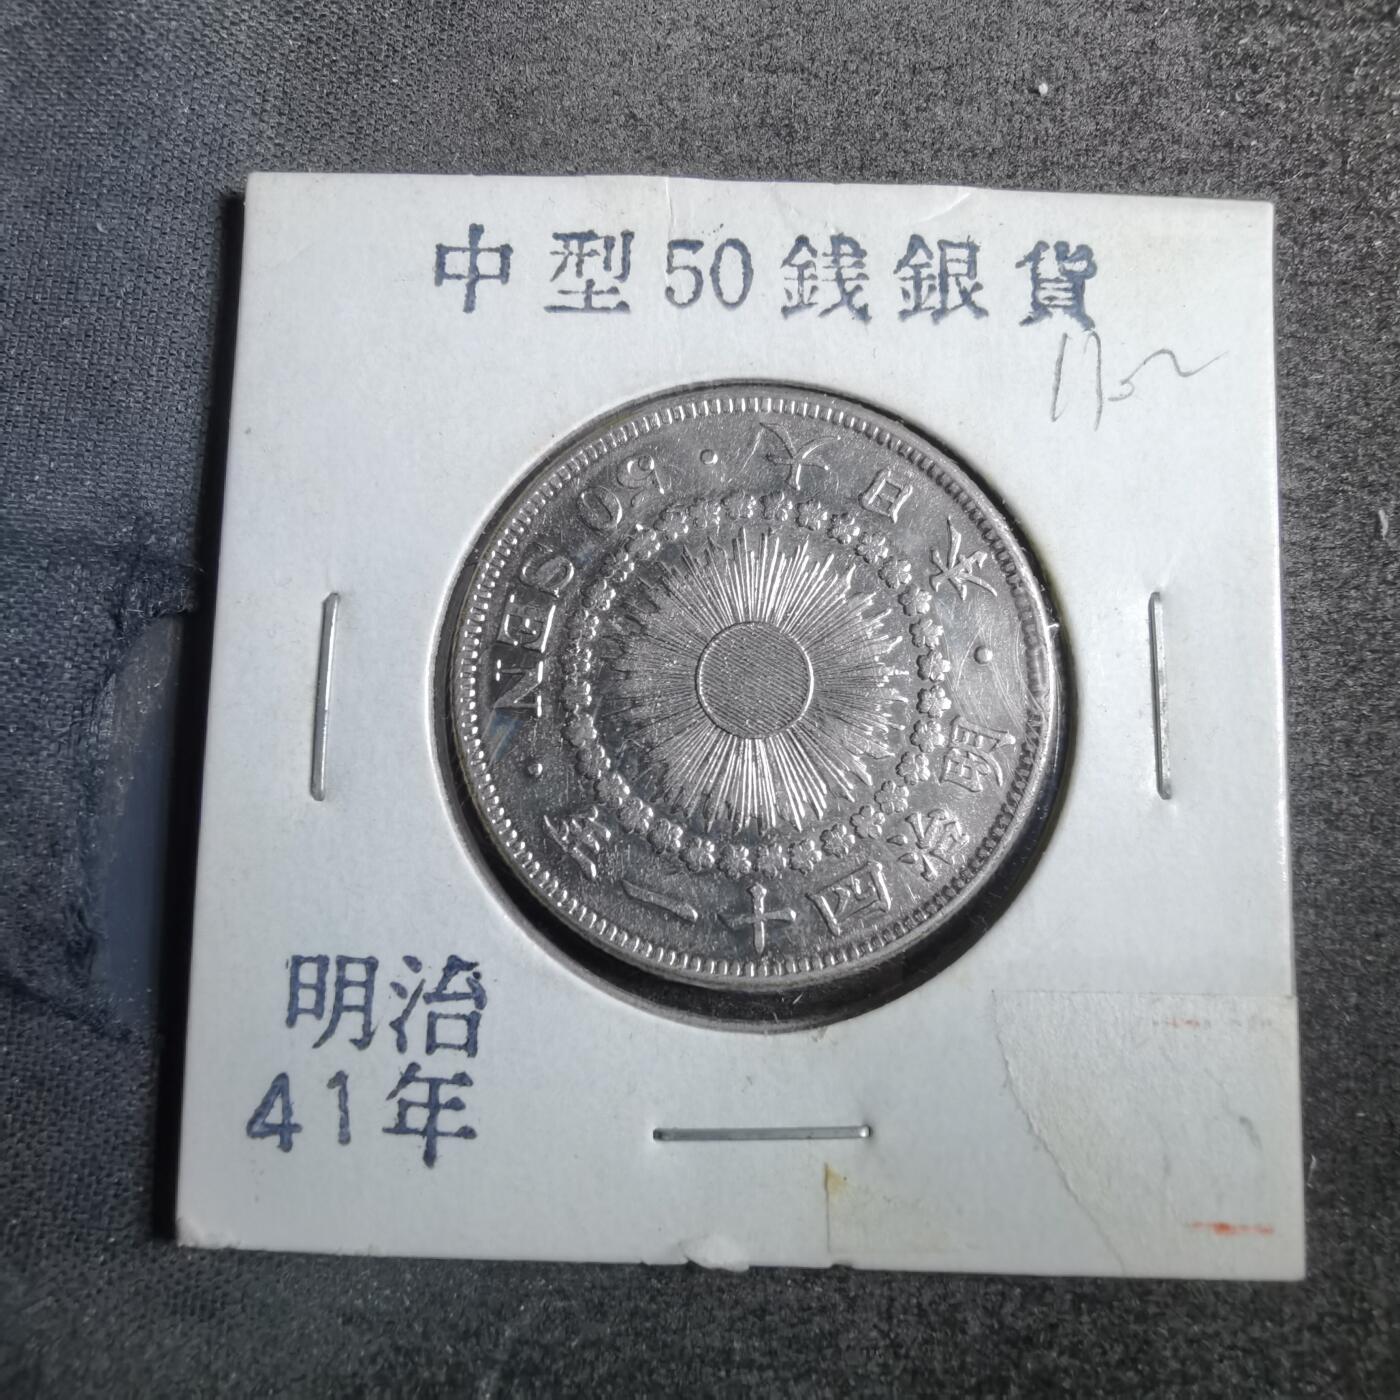 中型50銭銀貨
大日本・明治四十一年・50 SEN・
明治
41年